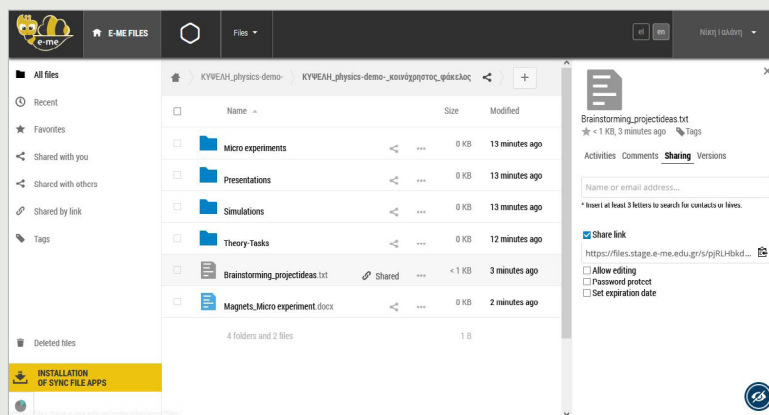 e-me
E-ME FILES
Files
el en
All files
Recent
Favorites
Shared with you
Shared with others
Shared by link
Tags
Deleted files
INSTALLATION
OF SYNC FILE APPS
ΚΥΨΕΛΗ_physics-demo- ΚΥΨΕΛΗ_physics-demo-_κοινόχρηστος_φάκελος +
Name Size Modified
Micro experiments ... 0 KB 13 minutes ago
Presentations ... 0 KB 13 minutes ago
Simulations ... 0 KB 13 minutes ago
Theory-Tasks ... 0 KB 12 minutes ago
Brainstorming_projectideas.txt Shared ... < 1 KB 3 minutes ago
Magnets_Micro experiment.docx ... 0 KB 2 minutes ago
4 folders and 2 files 1 B
Brainstorming_projectideas.txt
< 1 KB, 3 minutes ago Tags
Activities Comments Sharing Versions
Name or email address...
* Insert at least 3 letters to search for contacts or hives.
Share link
https://files.stage.e-me.edu.gr/s/pjRLHbkd...
Allow editing
Password protect
Set expiration date